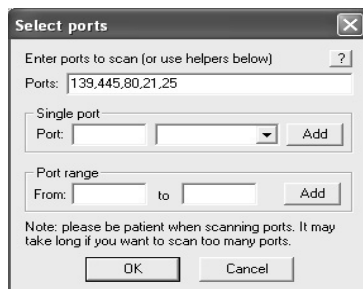 Select ports
Enter ports to scan (or use helpers below) ?
Ports: 139,445,80,21,25
Single port
Port: Add
Port range
From: to Add
Note: please be patient when scanning ports. It may
take long if you want to scan too many ports.
OK Cancel